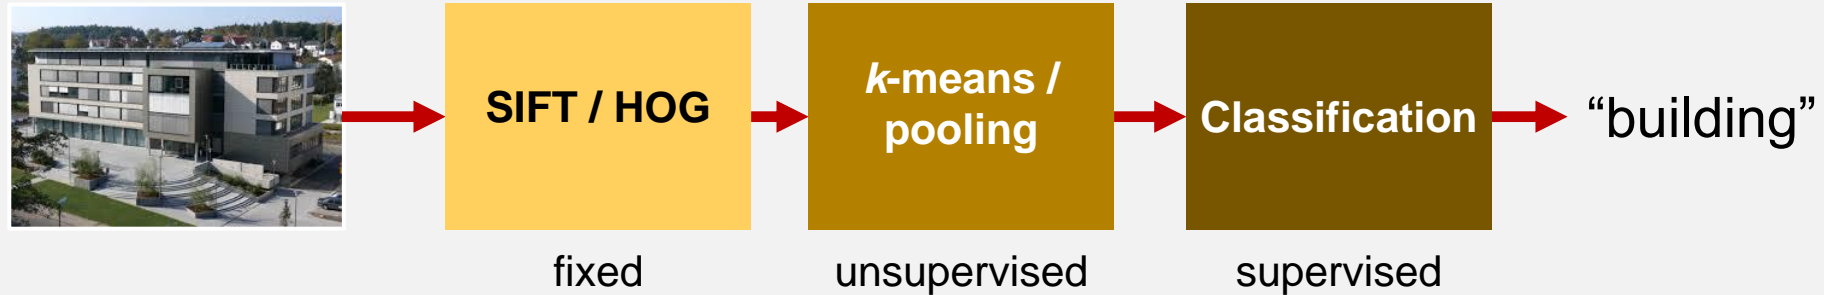 SIFT / HOG
k-means /
pooling
Classification
“building”
fixed
unsupervised
supervised